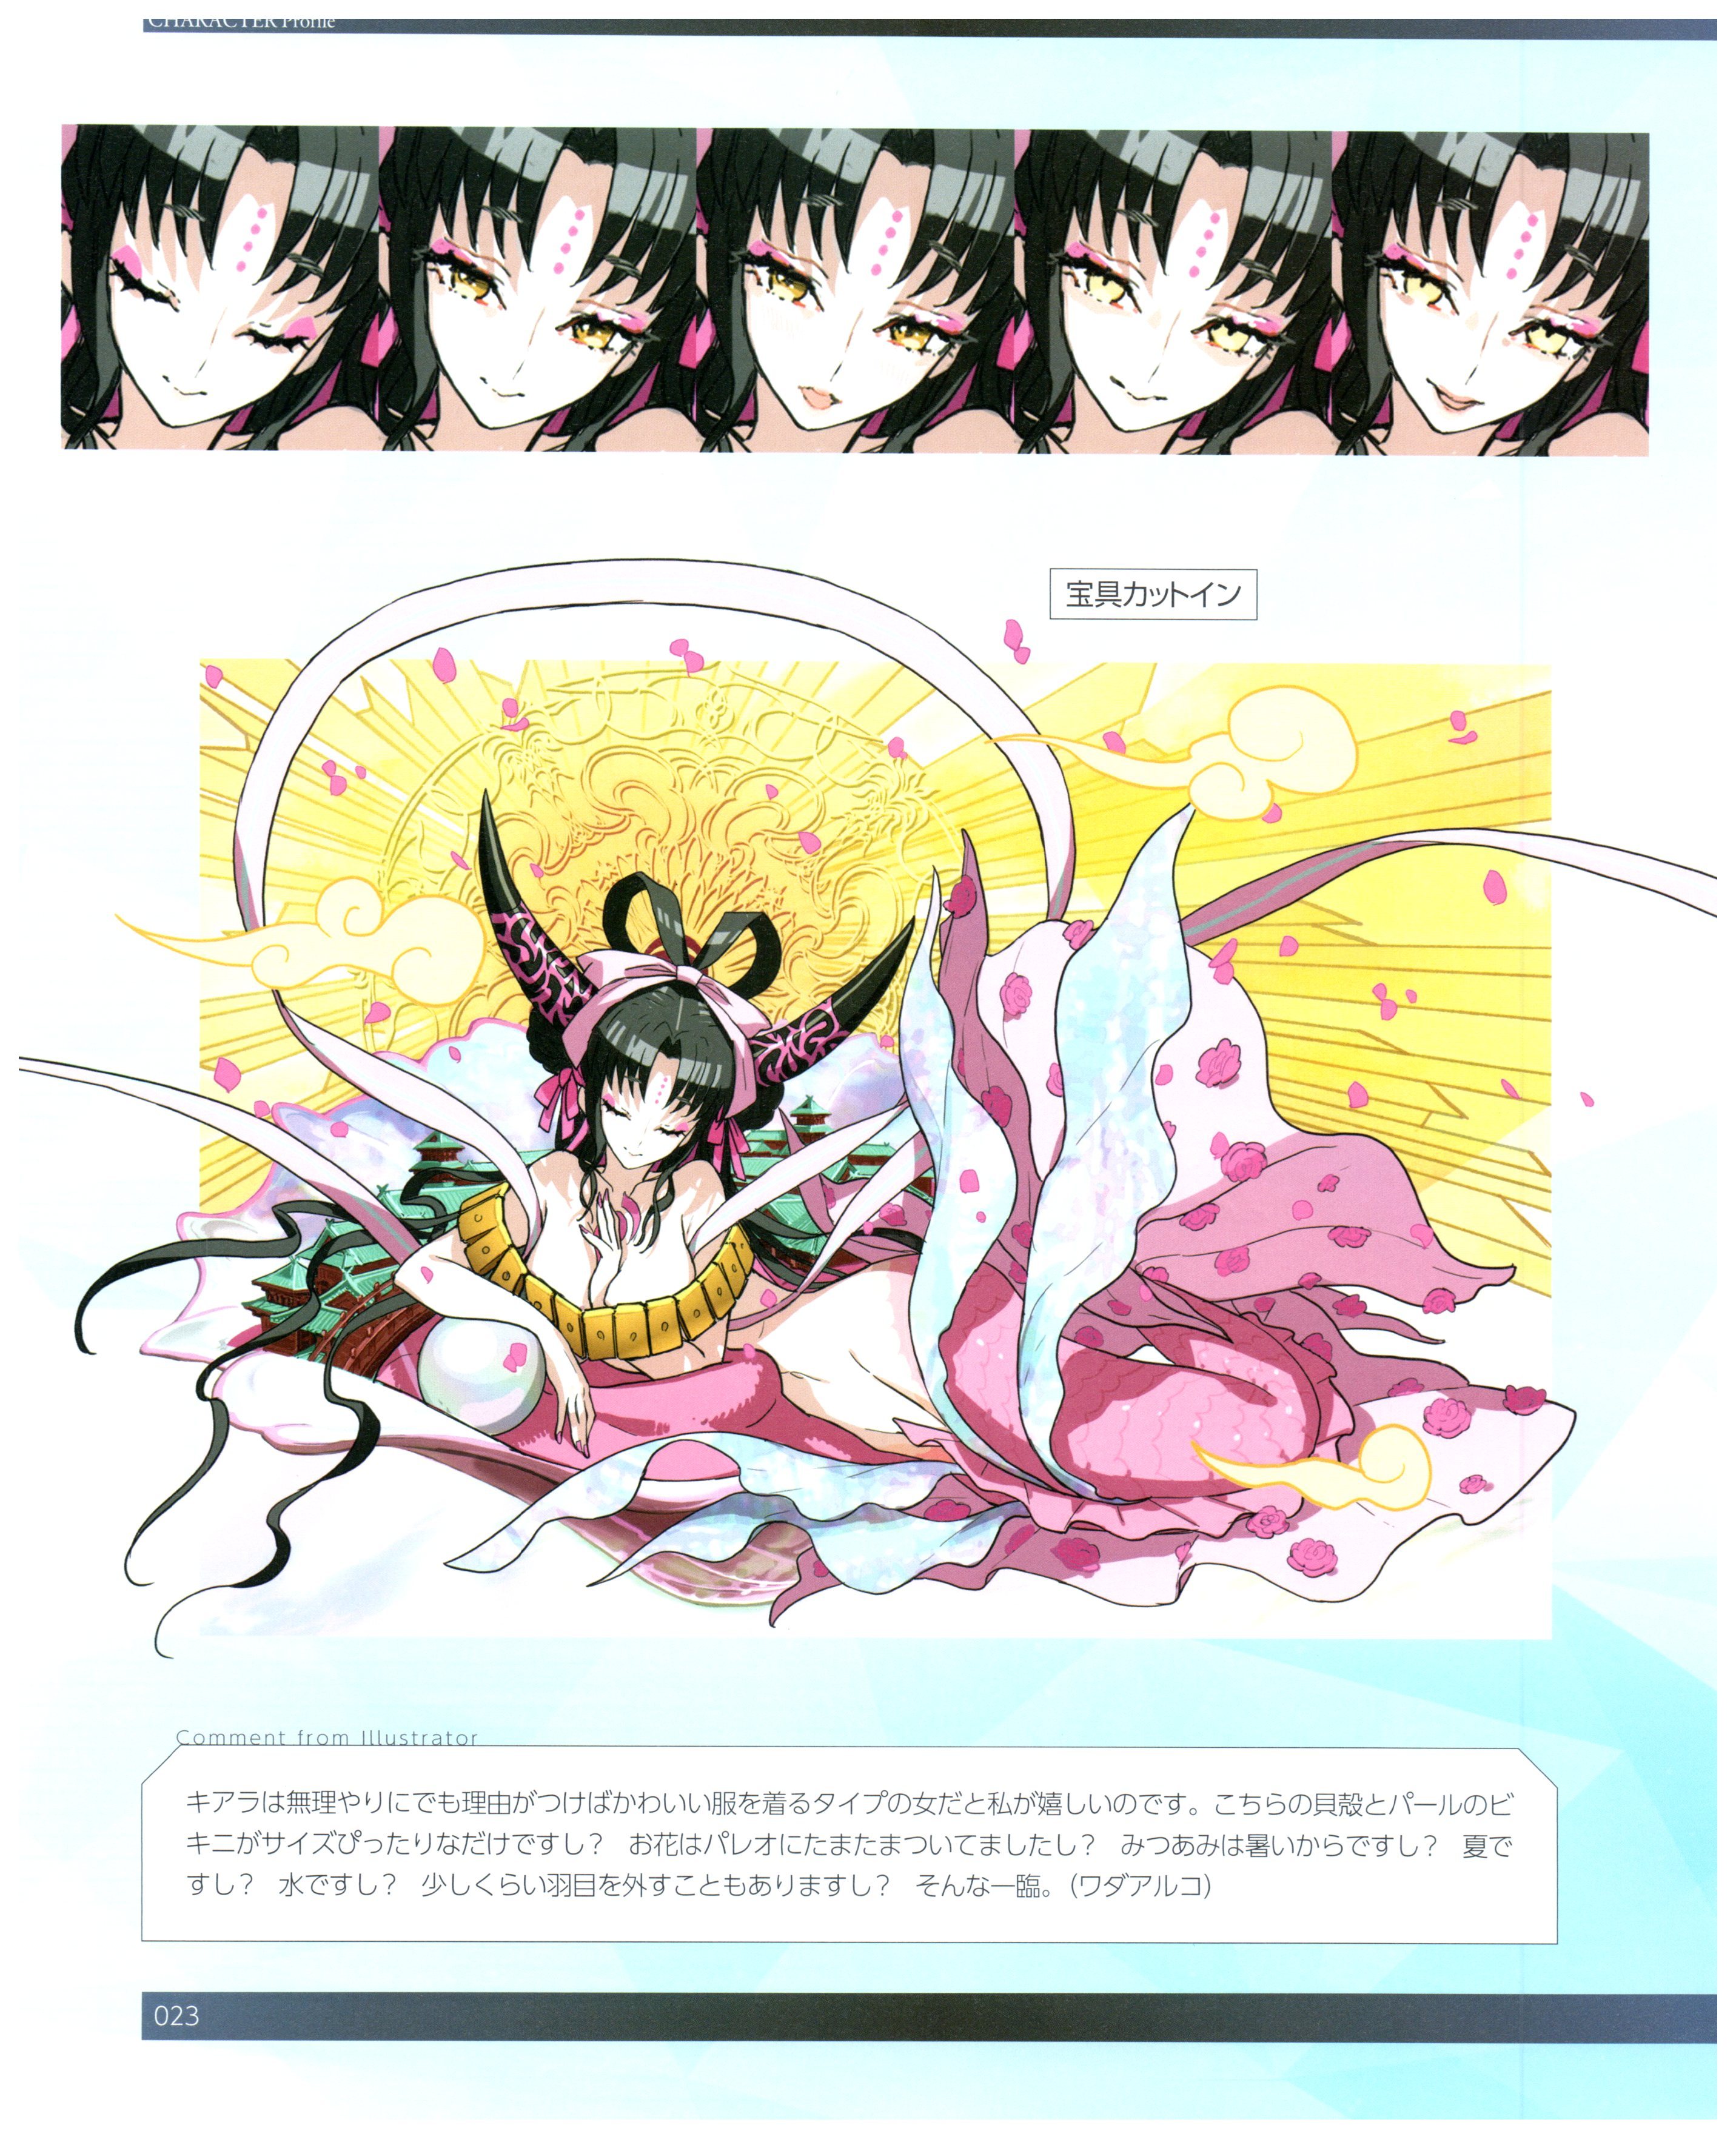 CHARACTER Profile
宝具カットイン
Comment from Illustrator
キアラは無理やりにでも理由がつけばかわいい服を着るタイプの女だと私が嬉しいのです。こちらの貝殻とパールのビ
キニがサイズぴったりなだけですし？　お花はパレオにたまたまついてましたし？　みつあみは暑いからですし？　夏で
すし？　水ですし？　少しくらい羽目を外すこともありますし？　そんな一臨。（ワダアルコ）
023